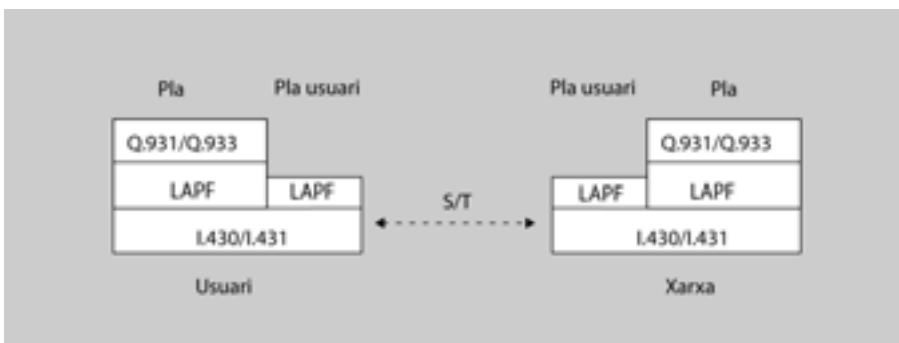 Pla Pla usuari Pla usuari Pla
Q.931/Q.933 Q.931/Q.933
LAPF LAPF S/T LAPF LAPF
I.430/I.431 I.430/I.431
Usuari Xarxa